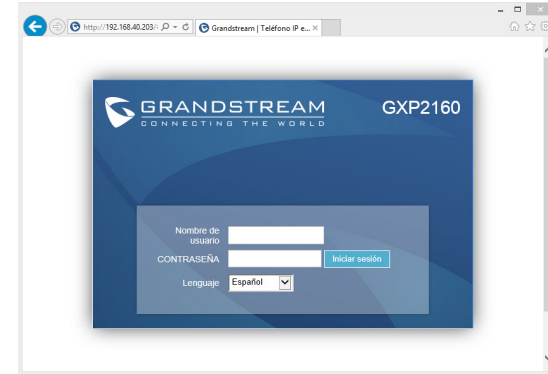 http://192.168.40.203/
Grandstream | Teléfono IP e...
GRANDSTREAM
CONNECTING THE WORLD
GXP2160
Nombre de
usuario
CONTRASEÑA
Iniciar sesión
Lenguaje
Español